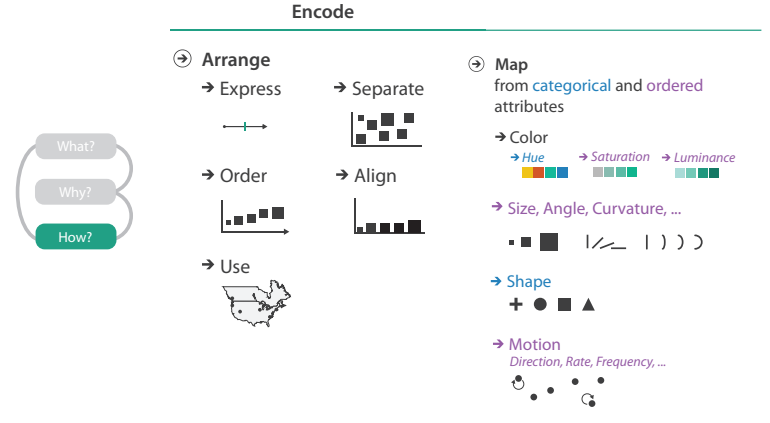 Encode
What?
Why?
How?
Arrange
Express
Separate
Order
Align
Use
Map
from categorical and ordered
attributes
Color
Hue
Saturation
Luminance
Size, Angle, Curvature, ...
Shape
Motion
Direction, Rate, Frequency, ...